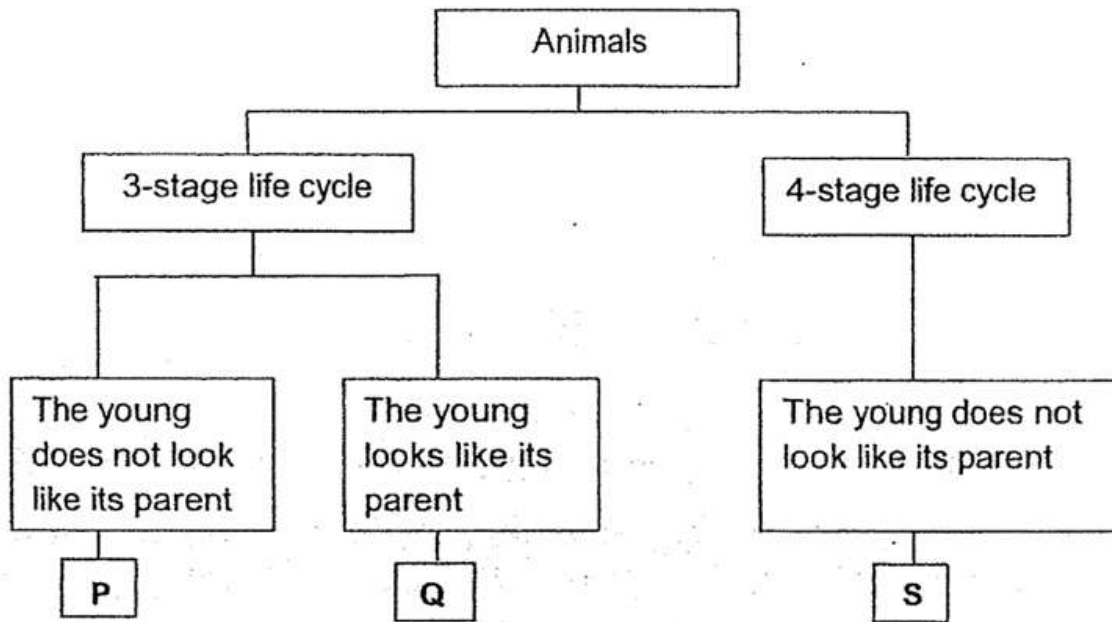 Animals
3-stage life cycle
4-stage life cycle
The young
does not look
like its parent
The young
looks like its
parent
The young does not
look like its parent
P
Q
S